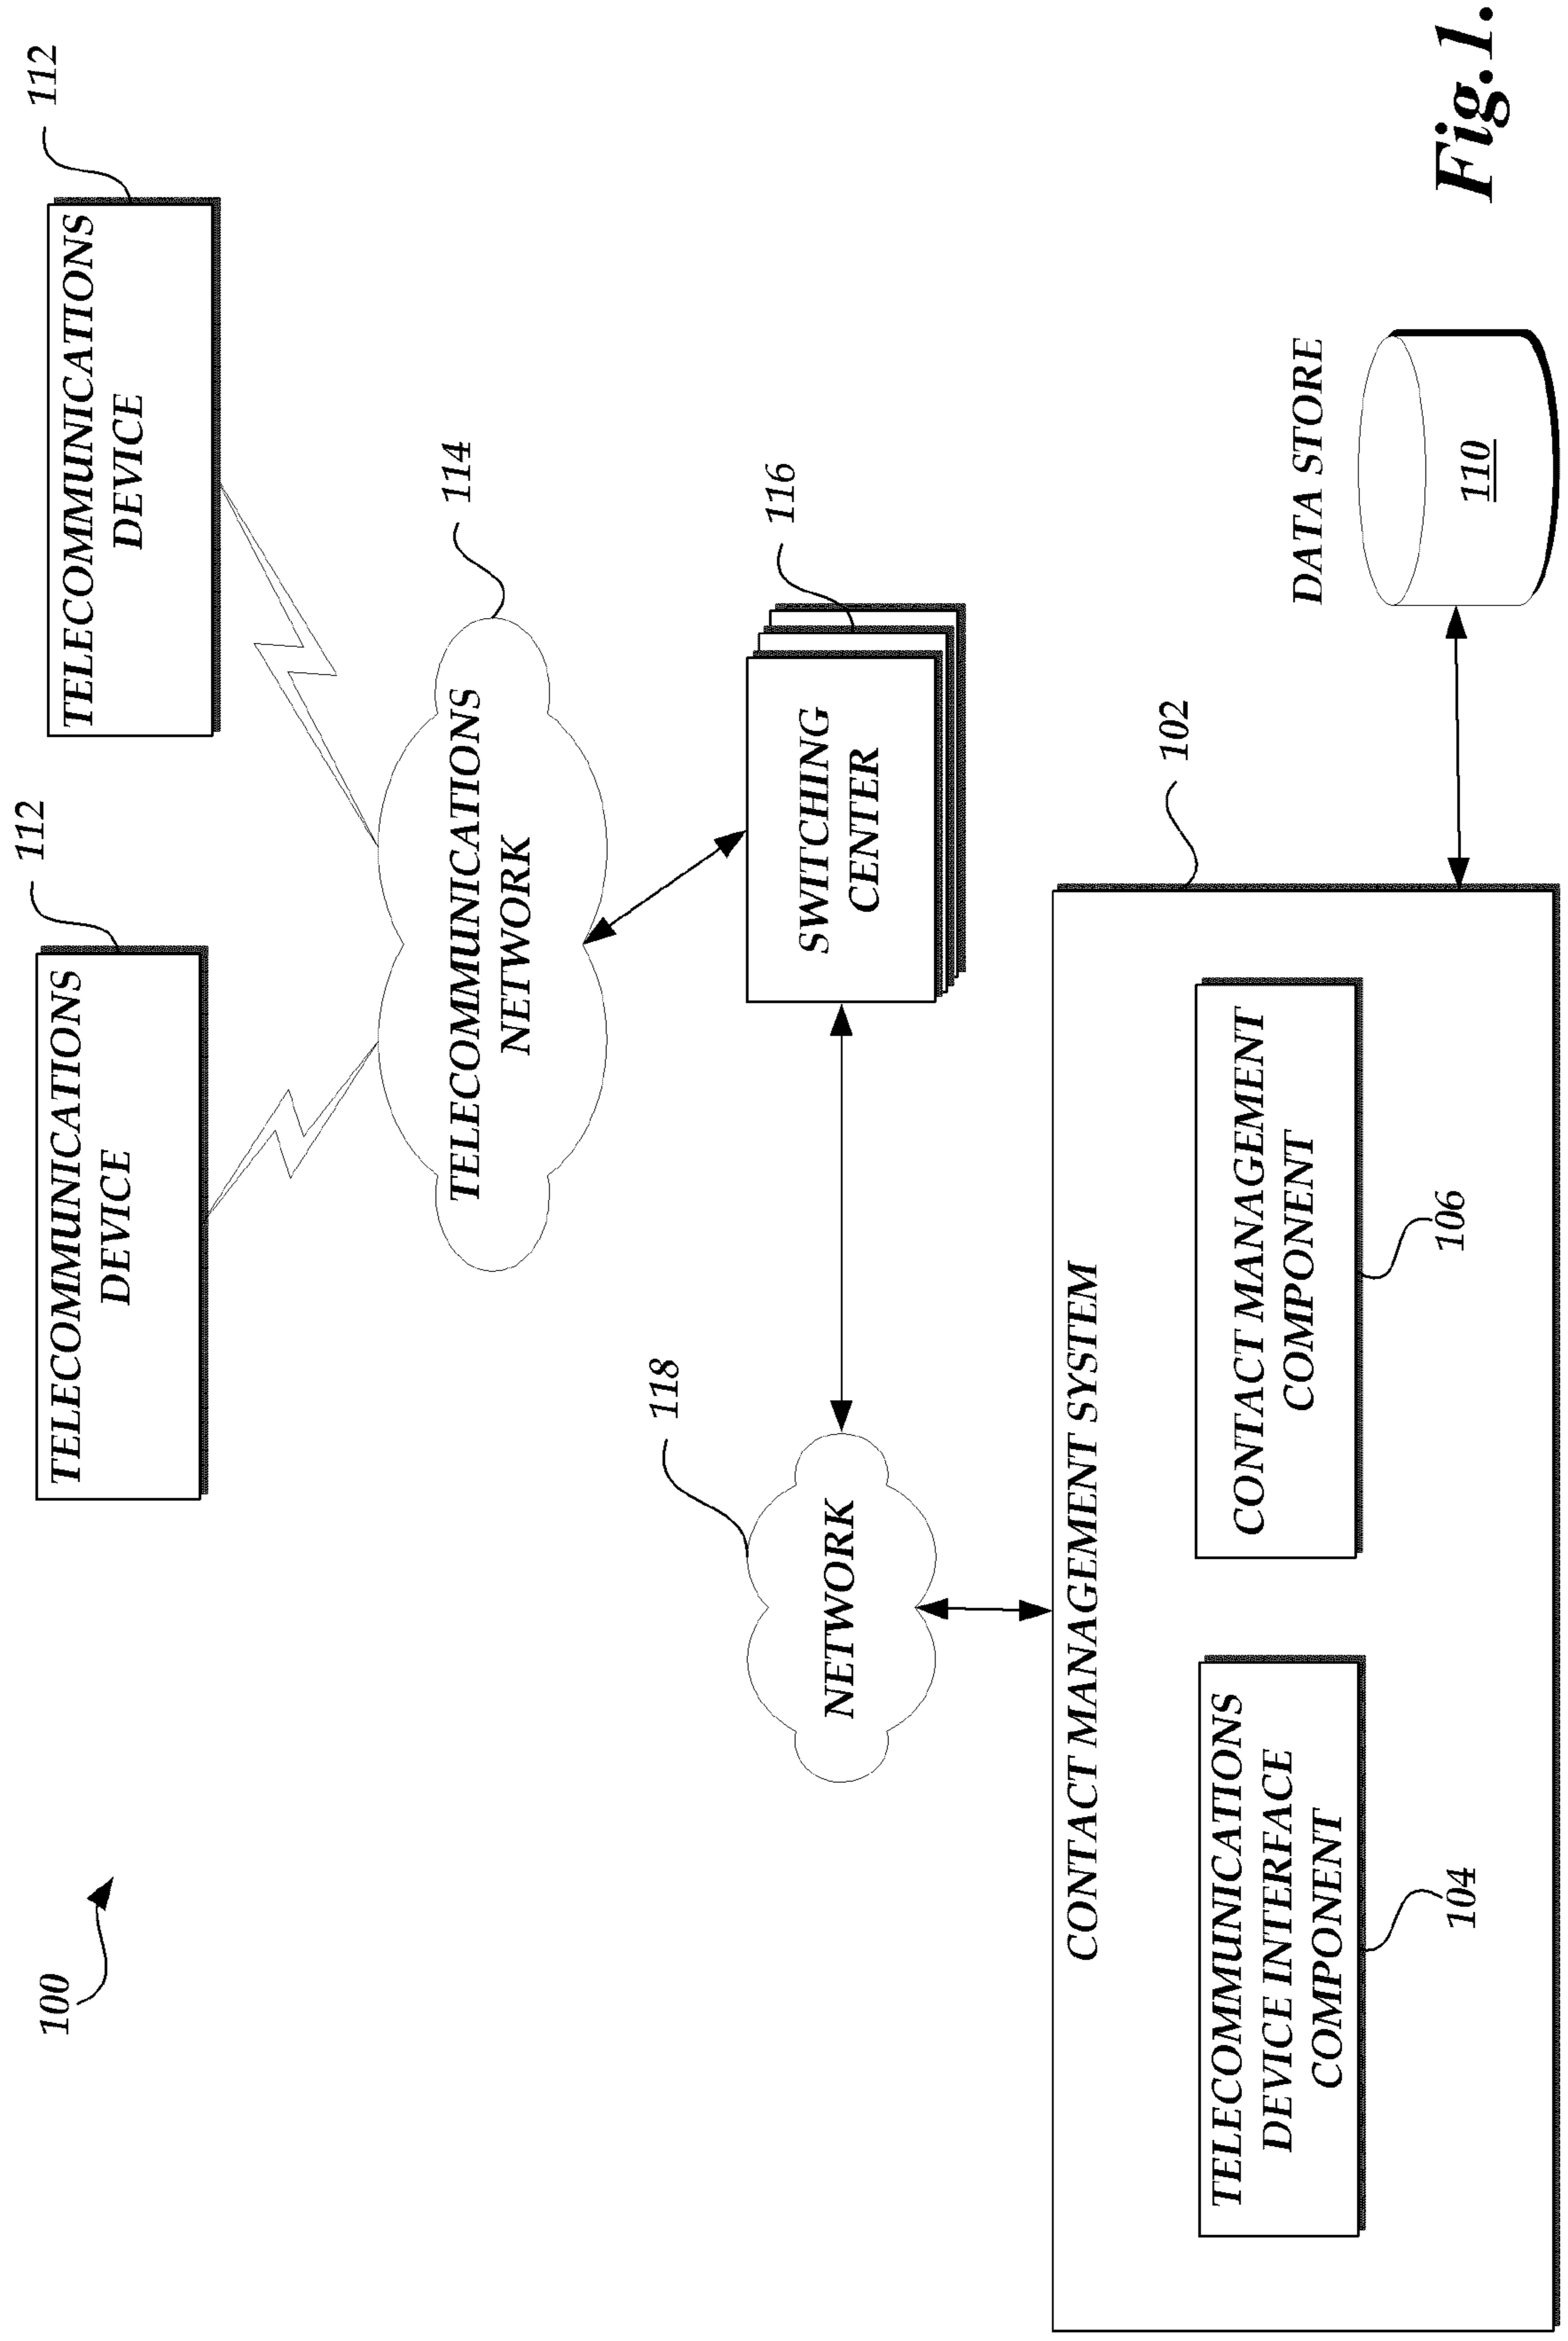 100
112
TELECOMMUNICATIONS
DEVICE
112
TELECOMMUNICATIONS
DEVICE
114
TELECOMMUNICATIONS
NETWORK
118
NETWORK
116
SWITCHING
CENTER
102
CONTACT MANAGEMENT SYSTEM
TELECOMMUNICATIONS
DEVICE INTERFACE
COMPONENT
104
CONTACT MANAGEMENT
COMPONENT
106
DATA STORE
110
Fig.1.